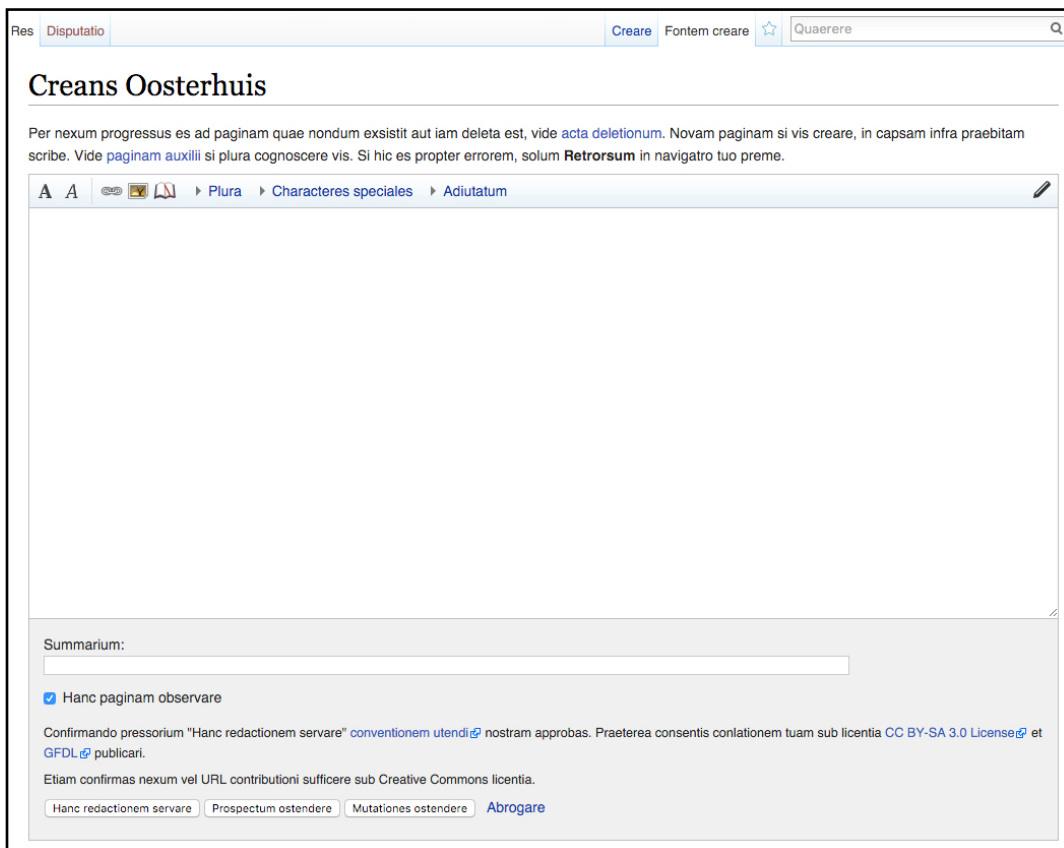 Res Disputatio Creare Fontem creare Quaerere
Creans Oosterhuis
Per nexum progressus es ad paginam quae nondum exsistit aut iam deleta est, vide acta deletionum. Novam paginam si vis creare, in capsam infra praebitam
scribe. Vide paginam auxilii si plura cognoscere vis. Si hic es propter errorem, solum Retrorsum in navigatro tuo preme.
A A Plura Characteres speciales Adiutatum
Summarium:
Hanc paginam observare
Confirmando pressorium "Hanc redactionem servare" conventionem utendi nostram approbas. Praeterea consentis conlationem tuam sub licentia CC BY-SA 3.0 License et
GFDL publicari.
Etiam confirmas nexum vel URL contributioni sufficere sub Creative Commons licentia.
Hanc redactionem servare Prospectum ostendere Mutationes ostendere Abrogare